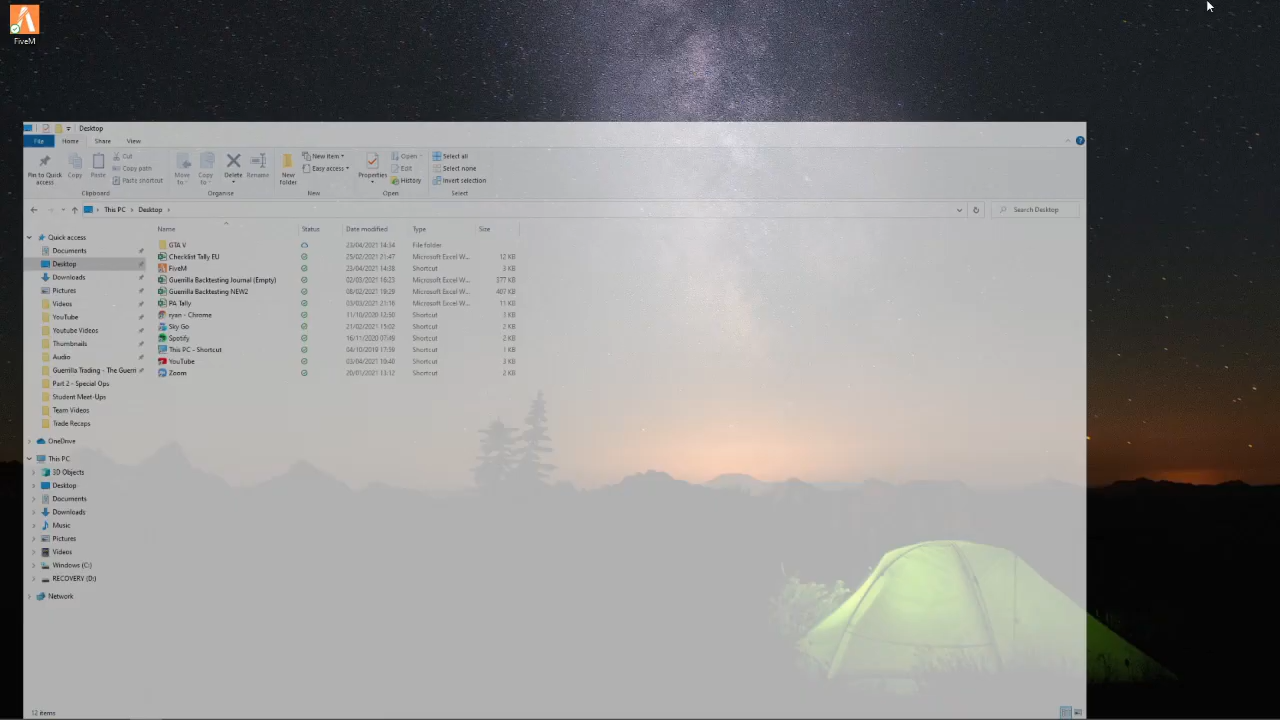 FiveM
Desktop
File Home Share View
Pin to Quick access
Copy
Paste
Cut
Copy path
Paste shortcut
Clipboard
Move To
Copy To
Delete
Rename
Organise
New folder
New item
Easy access
New
Properties
Open
Edit
History
Open
Select all
Select none
Invert selection
Select
This PC > Desktop >
Search Desktop
Name Status Date modified Type Size
GTA V 23/04/2021 14:34 File folder
Checklist Tally EU 25/02/2021 21:47 Microsoft Excel W... 12 KB
FiveM 23/04/2021 14:38 Shortcut 3 KB
Guerrilla Backtesting Journal (Empty) 02/03/2021 16:23 Microsoft Excel W... 377 KB
Guerrilla Backtesting NEW2 08/02/2021 19:29 Microsoft Excel W... 407 KB
PA Tally 03/03/2021 21:16 Microsoft Excel W... 11 KB
ryan - Chrome 11/10/2020 13:50 Shortcut 3 KB
Sky Go 21/02/2021 15:02 Shortcut 2 KB
Spotify 16/11/2020 07:49 Shortcut 2 KB
This PC - Shortcut 04/10/2019 17:59 Shortcut 1 KB
YouTube 03/04/2021 19:40 Shortcut 3 KB
Zoom 20/01/2021 13:12 Shortcut 2 KB
Quick access
Documents
Desktop
Downloads
Pictures
Videos
YouTube
Youtube Videos
Thumbnails
Audio
Guerrilla Trading - The Guerri
Part 2 - Special Ops
Student Meet-Ups
Team Videos
Trade Recaps
OneDrive
This PC
3D Objects
Desktop
Documents
Downloads
Music
Pictures
Videos
Windows (C:)
RECOVERY (D:)
Network
12 items